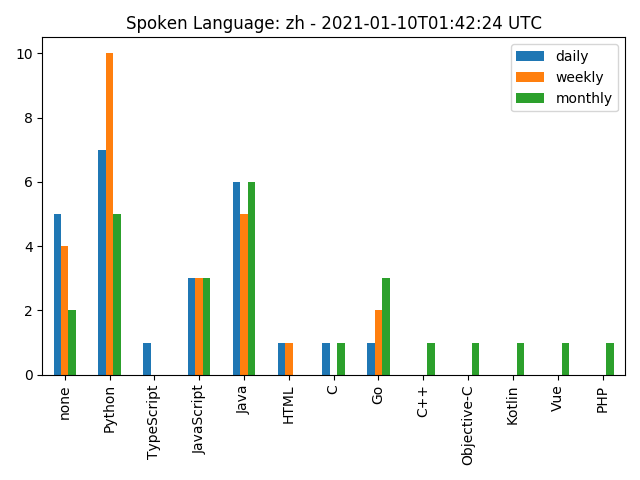 Spoken Language: zh - 2021-01-10T01:42:24 UTC
daily
weekly
monthly
10
8
6
4
2
0
none
Python
TypeScript
JavaScript
Java
HTML
C
Go
C++
Objective-C
Kotlin
Vue
PHP